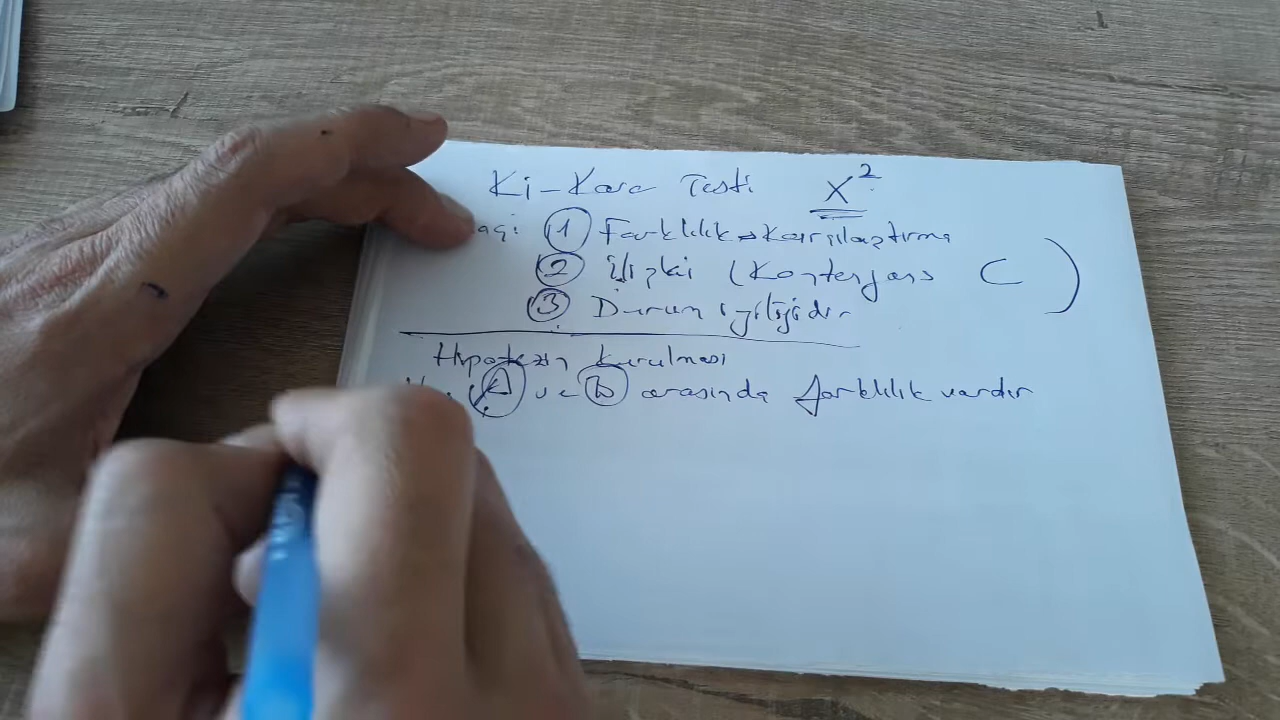 Ki-Kare Testi X²
① Farklılık → Karşılaştırma
② İlişki (Kontenjans C)
③ Durum iyiliğidir
Hipotezin kurulması
A ve B arasında farklılık vardır